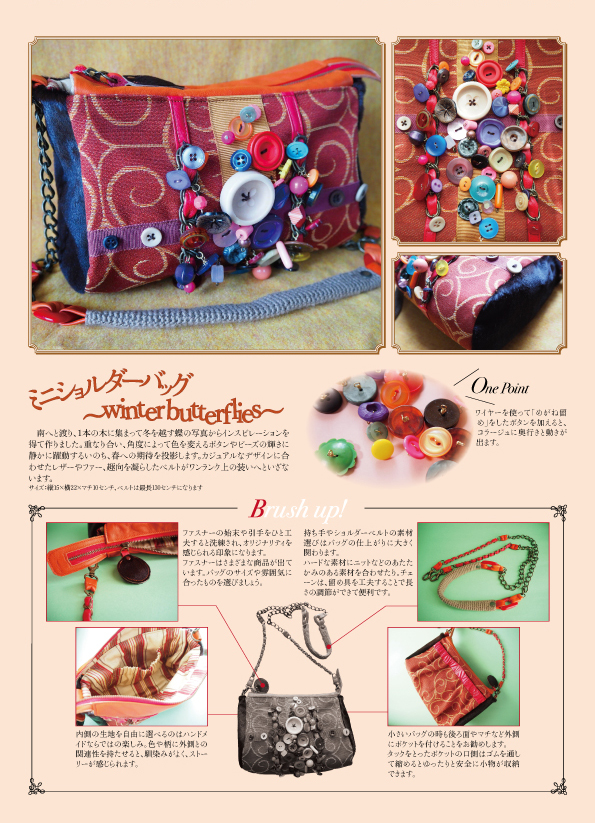 ミニショルダーバッグ
～winter butterflies～
南へと渡り、1本の木に集まって冬を越す蝶の写真からインスピレーションを
得て作りました。重なり合い、角度によって色を変えるボタンやビーズの輝きに
静かに躍動するいのち、春への期待を投影します。カジュアルなデザインに合
わせたレザーやファー、趣向を凝らしたベルトがワンランク上の装いへといざな
います。
サイズ:縦15×横22×マチ10センチ、ベルトは最長130センチになります
One Point
ワイヤーを使って「めがね留
め」をしたボタンを加えると、
コラージュに奥行きと動きが
出ます。
Brush up!
ファスナーの始末や引手をひと工
夫すると洗練され、オリジナリティを
感じられる印象になります。
ファスナーはさまざまな商品が出て
います。バッグのサイズや雰囲気に
合ったものを選びましょう。
持ち手やショルダーベルトの素材
選びはバッグの仕上がりに大きく
関わります。
ハードな素材にニットなどのあたた
かみのある素材を合わせたり、チェ
ーンは、留め具を工夫することで長
さの調節ができて便利です。
内側の生地を自由に選べるのはハンドメ
イドならではの楽しみ。色や柄に外側との
関連性を持たせると、馴染みがよく、ストー
リーが感じられます。
小さいバッグの時も後ろ面やマチなど外側
にポケットを付けることをお勧めします。
タックをとったポケットの口側はゴムを通し
て縮めるとゆったりと安全に小物が収納
できます。